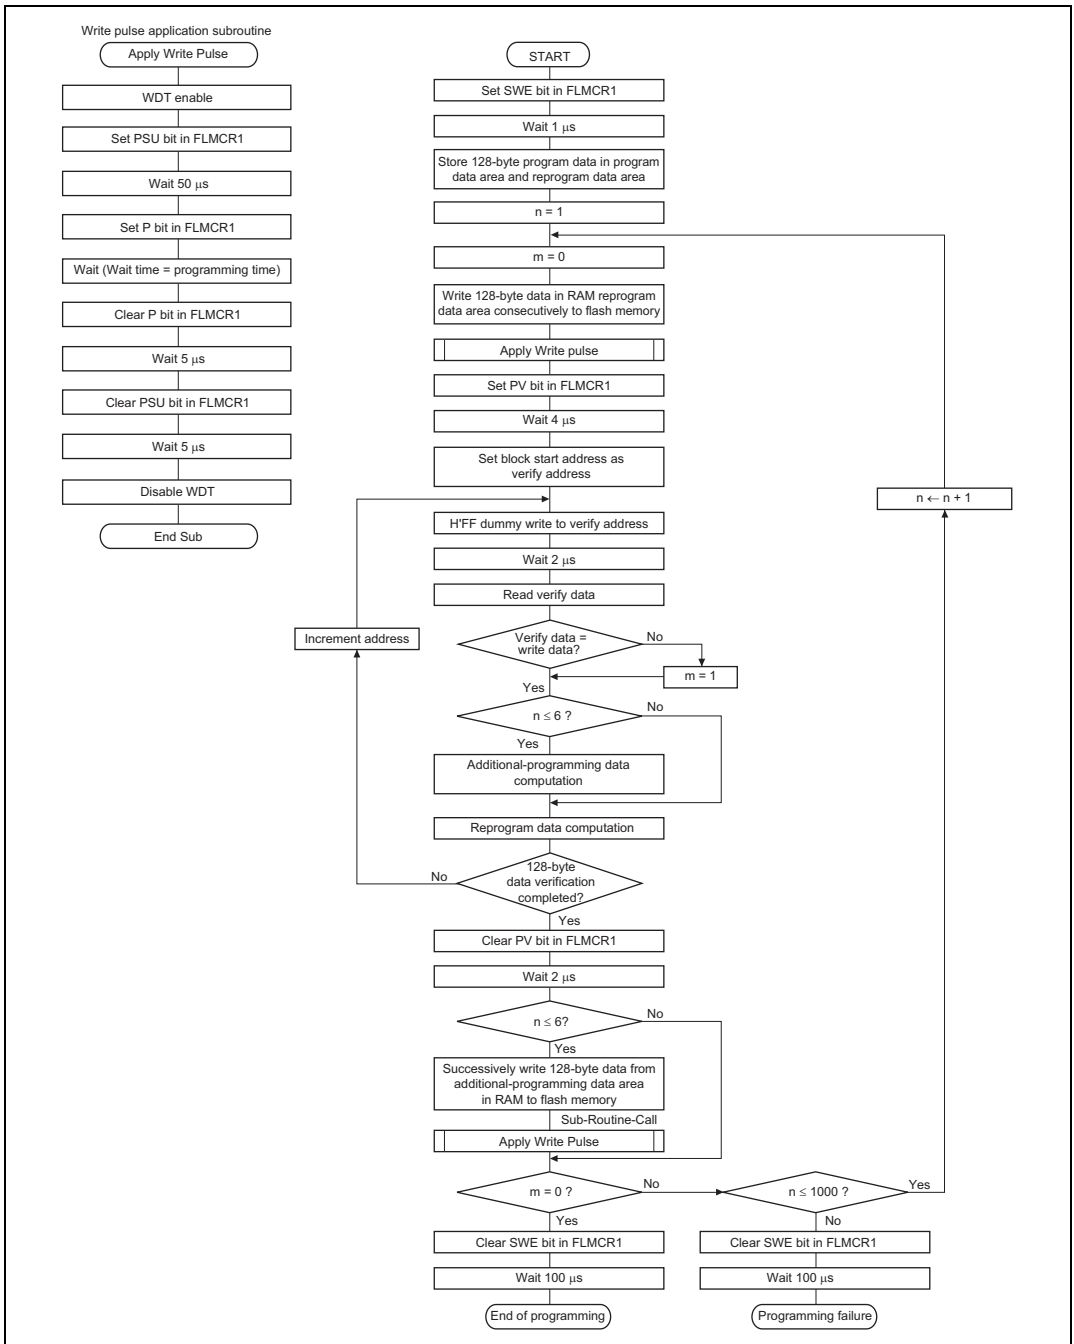 Write pulse application subroutine
Apply Write Pulse
WDT enable
Set PSU bit in FLMCR1
Wait 50 μs
Set P bit in FLMCR1
Wait (Wait time = programming time)
Clear P bit in FLMCR1
Wait 5 μs
Clear PSU bit in FLMCR1
Wait 5 μs
Disable WDT
End Sub
START
Set SWE bit in FLMCR1
Wait 1 μs
Store 128-byte program data in program
data area and reprogram data area
n = 1
m = 0
Write 128-byte data in RAM reprogram
data area consecutively to flash memory
Apply Write pulse
Set PV bit in FLMCR1
Wait 4 μs
Set block start address as
verify address
n ← n + 1
H'FF dummy write to verify address
Wait 2 μs
Read verify data
Increment address
Verify data =
write data?
No
m = 1
Yes
n ≤ 6 ?
No
Yes
Additional-programming data
computation
Reprogram data computation
128-byte
data verification
completed?
No
Yes
Clear PV bit in FLMCR1
Wait 2 μs
n ≤ 6?
No
Yes
Successively write 128-byte data from
additional-programming data area
in RAM to flash memory
Sub-Routine-Call
Apply Write Pulse
m = 0 ?
No
n ≤ 1000 ?
Yes
Yes
No
Clear SWE bit in FLMCR1
Clear SWE bit in FLMCR1
Wait 100 μs
Wait 100 μs
End of programming
Programming failure